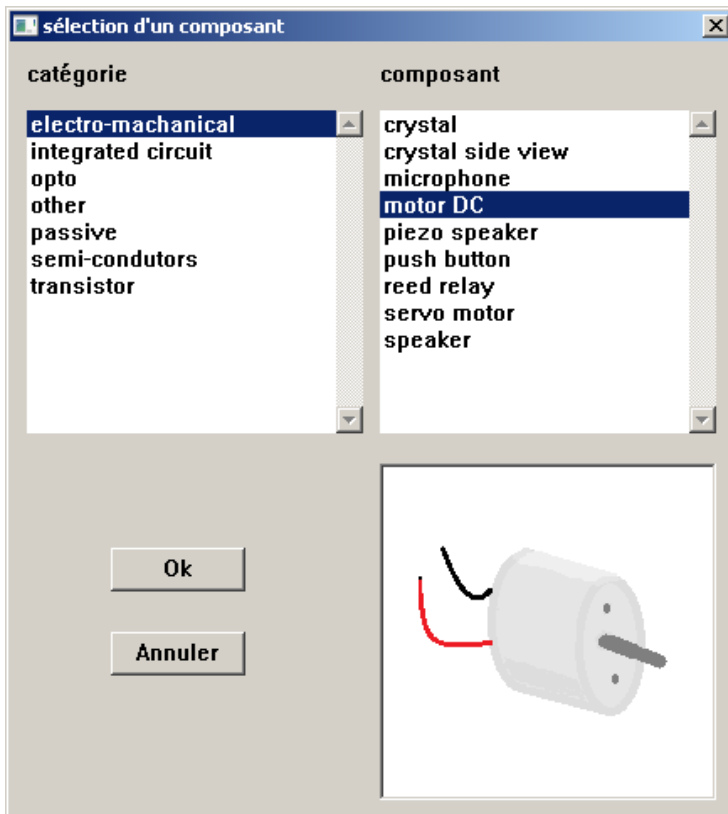 sélection d'un composant
catégorie
electro-machanical
integrated circuit
opto
other
passive
semi-condutors
transistor
composant
crystal
crystal side view
microphone
motor DC
piezo speaker
push button
reed relay
servo motor
speaker
Ok
Annuler